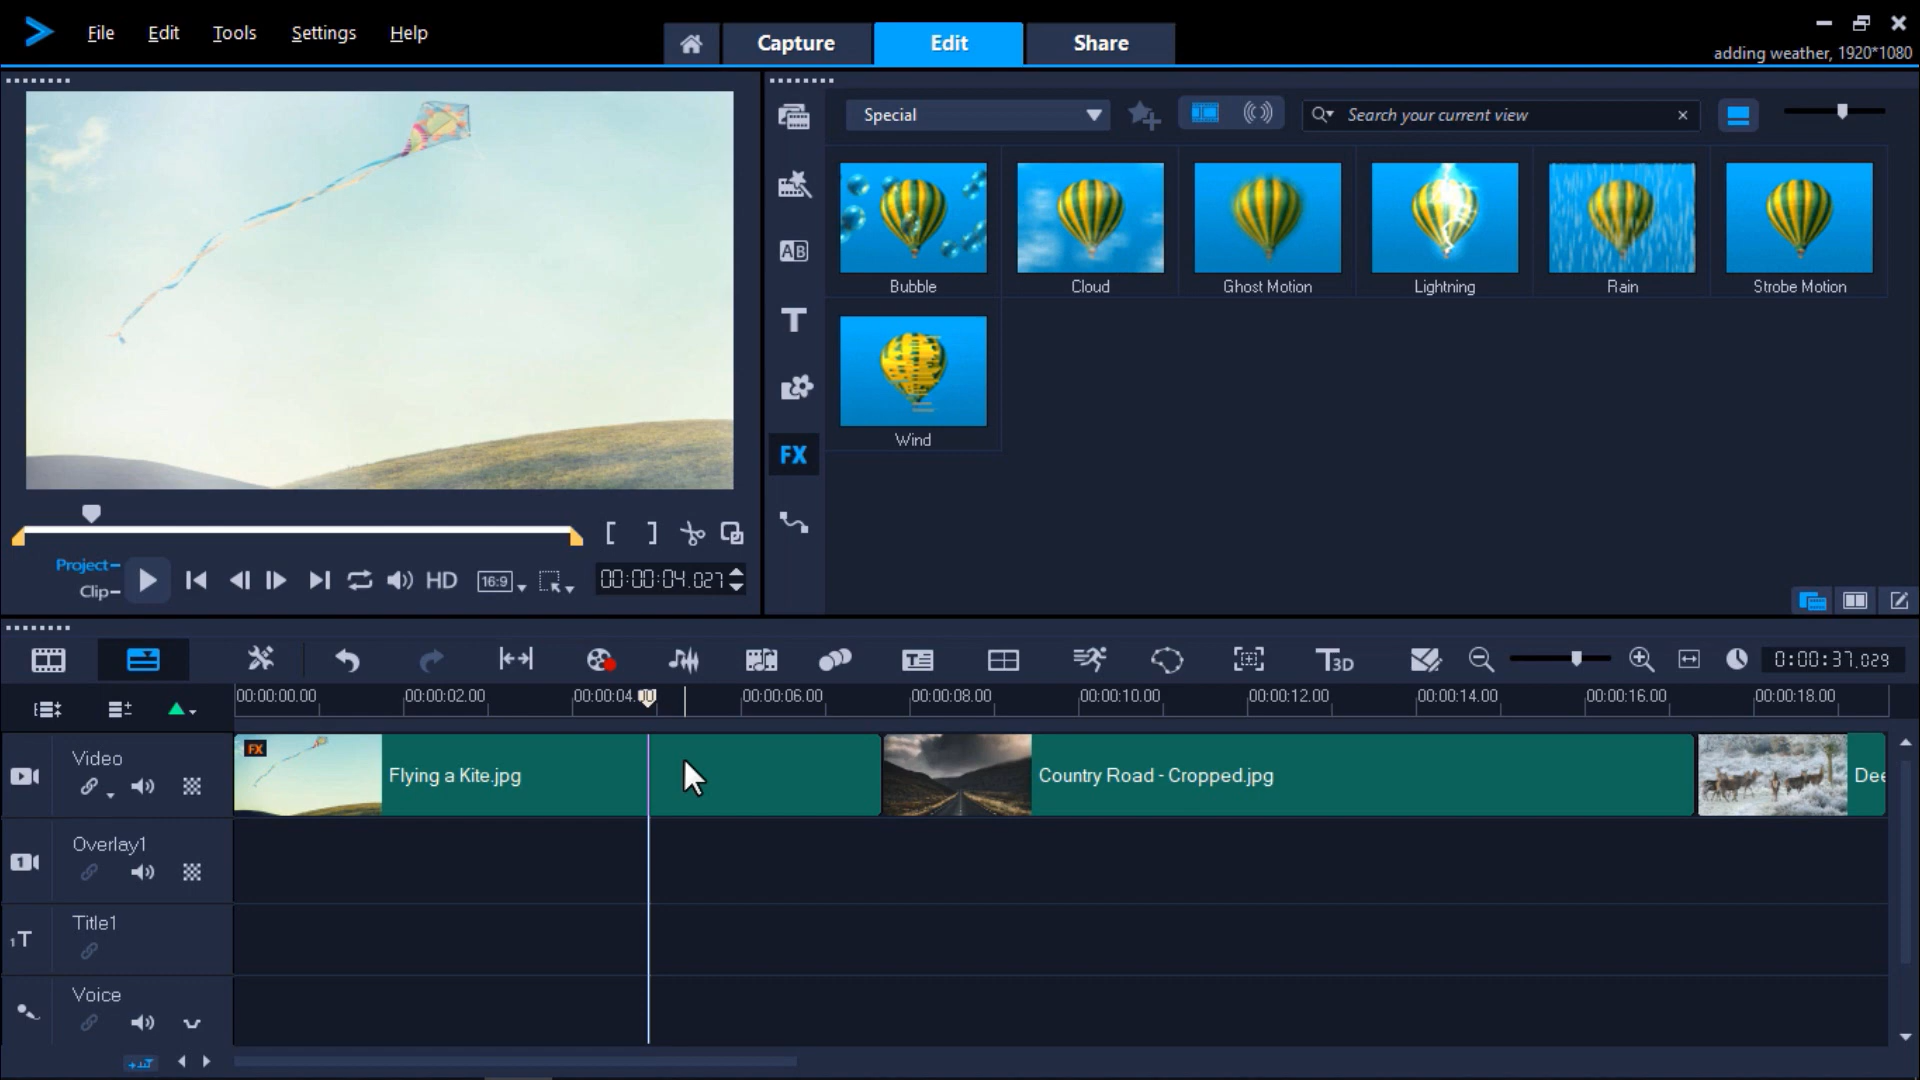 File Edit Tools Settings Help
Capture Edit Share
adding weather, 1920*1080
Special
Search your current view
Bubble Cloud Ghost Motion Lightning Rain Strobe Motion
Wind
AB
T
FX
Project
Clip
HD 16:9 00:00:04.027
T3D 0:00:37.029
00:00:00.00 00:00:02.00 00:00:04.00 00:00:06.00 00:00:08.00 00:00:10.00 00:00:12.00 00:00:14.00 00:00:16.00 00:00:18.00
Video
FX
Flying a Kite.jpg Country Road - Cropped.jpg Dee
Overlay1
1
Title1
1T
Voice